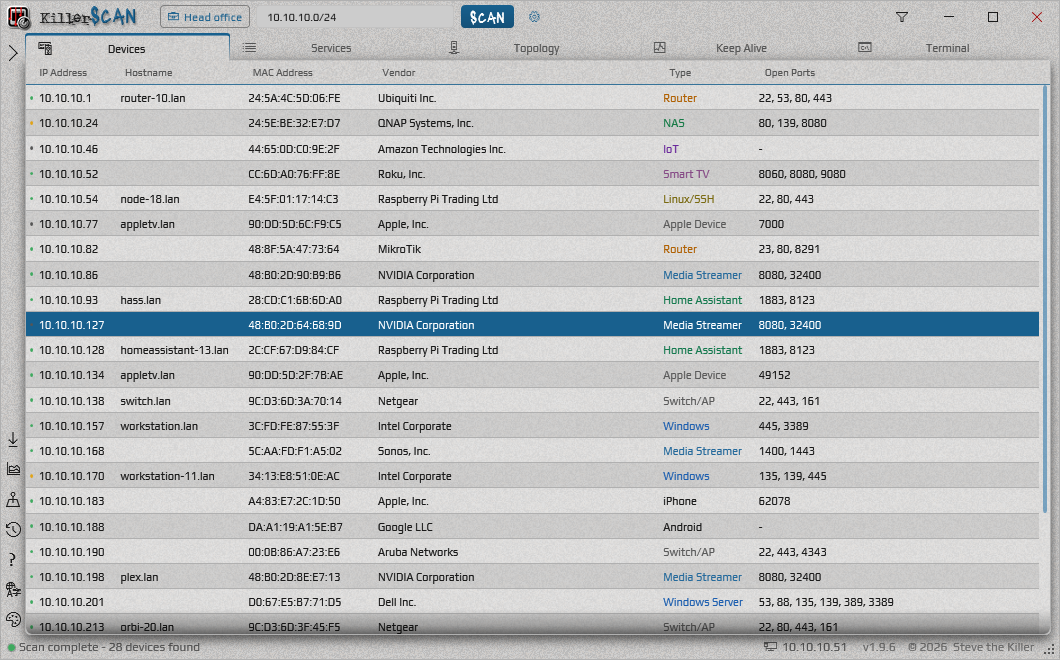 KillerSCAN Head office 10.10.10.0/24 SCAN
Devices Services Topology Keep Alive Terminal
IP Address Hostname MAC Address Vendor Type Open Ports
10.10.10.1 router-10.lan 24:5A:4C:5D:06:FE Ubiquiti Inc. Router 22, 53, 80, 443
10.10.10.24 24:5E:BE:32:E7:D7 QNAP Systems, Inc. NAS 80, 139, 8080
10.10.10.46 44:65:0D:C0:9E:2F Amazon Technologies Inc. IoT -
10.10.10.52 CC:6D:A0:76:FF:8E Roku, Inc. Smart TV 8060, 8080, 9080
10.10.10.54 node-18.lan E4:5F:01:17:14:C3 Raspberry Pi Trading Ltd Linux/SSH 22, 80, 443
10.10.10.77 appletv.lan 90:DD:5D:6C:F9:C5 Apple, Inc. Apple Device 7000
10.10.10.82 48:8F:5A:47:73:64 MikroTik Router 23, 80, 8291
10.10.10.86 48:B0:2D:90:B9:B6 NVIDIA Corporation Media Streamer 8080, 32400
10.10.10.93 hass.lan 28:CD:C1:6B:6D:A0 Raspberry Pi Trading Ltd Home Assistant 1883, 8123
10.10.10.127 48:B0:2D:64:68:9D NVIDIA Corporation Media Streamer 8080, 32400
10.10.10.128 homeassistant-13.lan 2C:CF:67:D9:84:CF Raspberry Pi Trading Ltd Home Assistant 1883, 8123
10.10.10.134 appletv.lan 90:DD:5D:2F:7B:AE Apple, Inc. Apple Device 49152
10.10.10.138 switch.lan 9C:D3:6D:3A:70:14 Netgear Switch/AP 22, 443, 161
10.10.10.157 workstation.lan 3C:FD:FE:87:55:3F Intel Corporate Windows 445, 3389
10.10.10.168 5C:AA:FD:F1:A5:02 Sonos, Inc. Media Streamer 1400, 1443
10.10.10.170 workstation-11.lan 34:13:E8:51:0E:AC Intel Corporate Windows 135, 139, 445
10.10.10.183 A4:83:E7:2C:1D:50 Apple, Inc. iPhone 62078
10.10.10.188 DA:A1:19:A1:5E:B7 Google LLC Android -
10.10.10.190 00:0B:86:A7:23:E6 Aruba Networks Switch/AP 22, 443, 4343
10.10.10.198 plex.lan 48:B0:2D:8E:E7:13 NVIDIA Corporation Media Streamer 8080, 32400
10.10.10.201 D0:67:E5:B7:71:D5 Dell Inc. Windows Server 53, 88, 135, 139, 389, 3389
10.10.10.213 orbi-20.lan 9C:D3:6D:3F:45:F5 Netgear Switch/AP 22, 80, 443, 161
Scan complete - 28 devices found 10.10.10.51 v1.9.6 © 2026 Steve the Killer